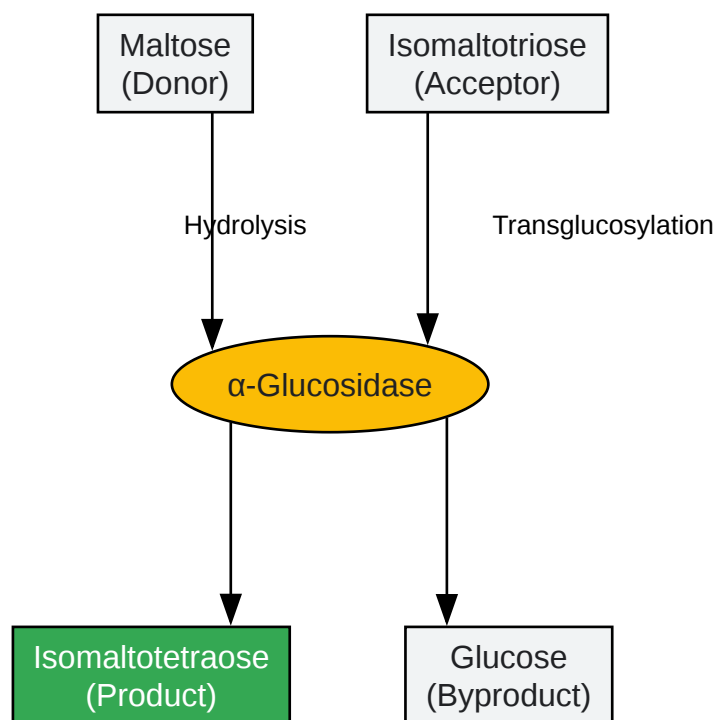 Maltose
(Donor)
Isomaltotriose
(Acceptor)
Hydrolysis
Transglucosylation
α-Glucosidase
Isomaltotetraose
(Product)
Glucose
(Byproduct)